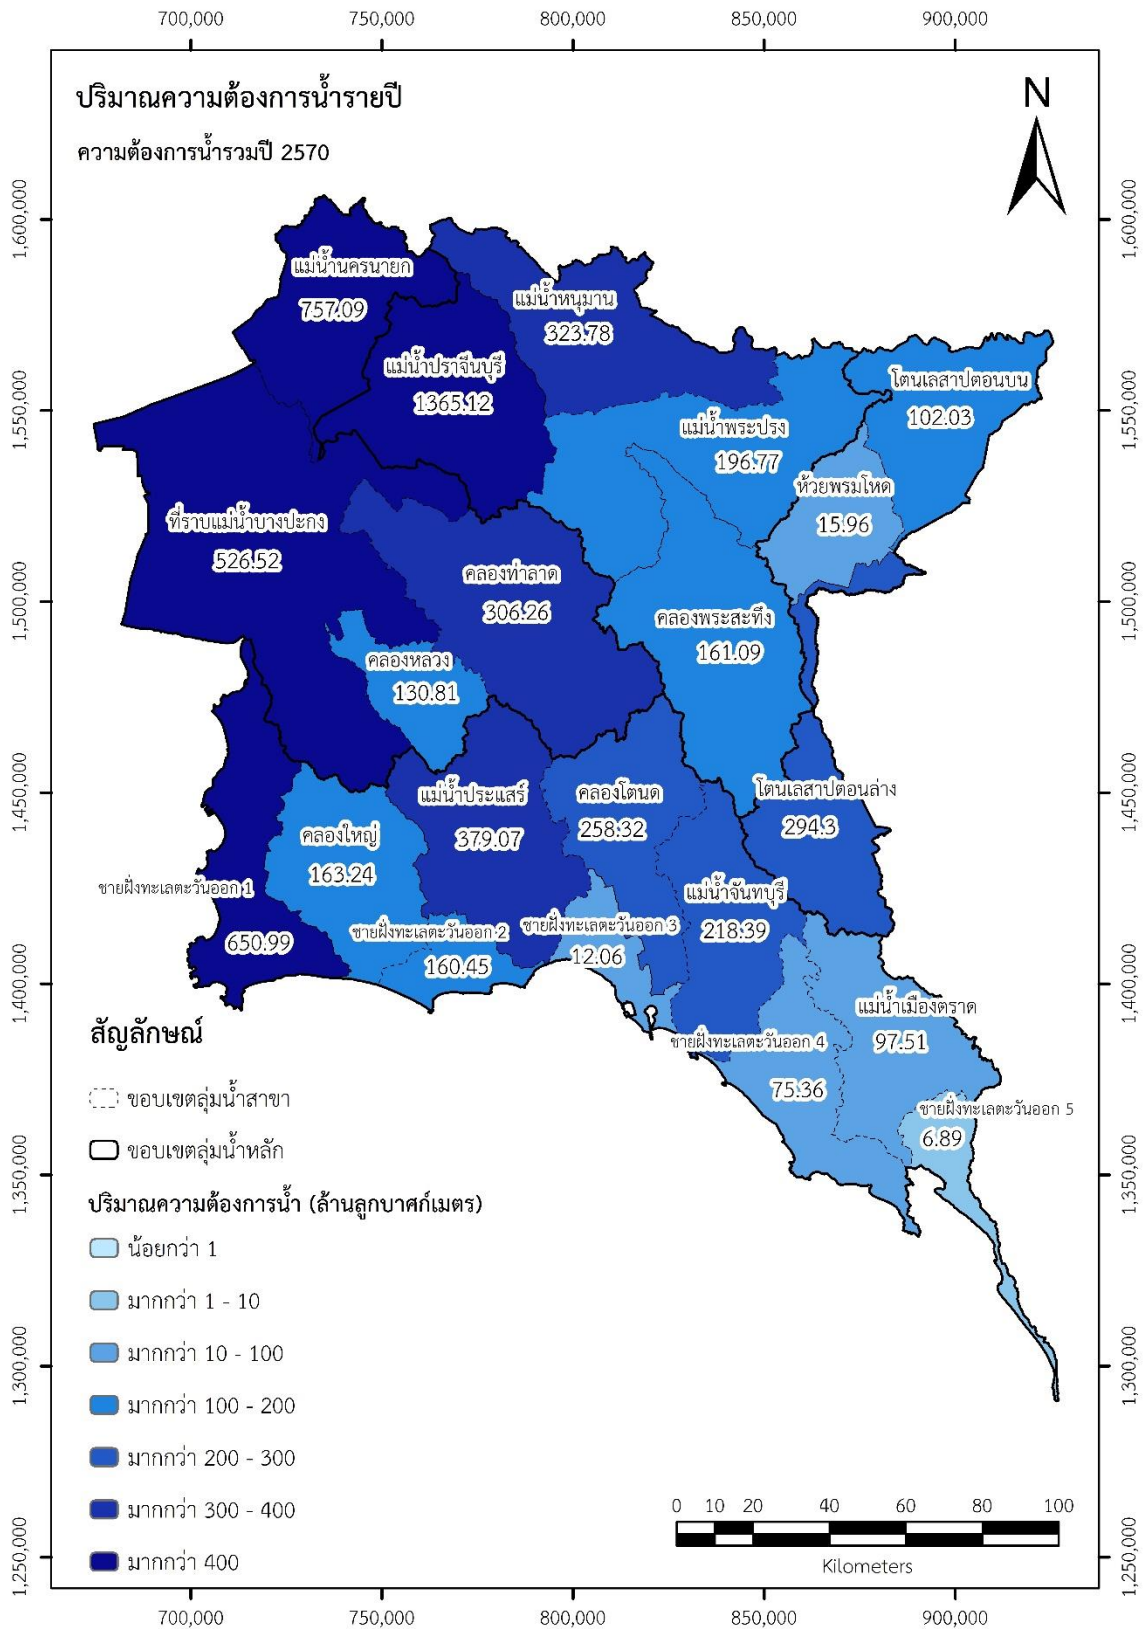 700,000 750,000 800,000 850,000 900,000
ปริมาณความต้องการน้ำรายปี
ความต้องการน้ำรวมปี 2570
N
1,600,000 1,600,000
1,550,000 1,550,000
1,500,000 1,500,000
1,450,000 1,450,000
1,400,000 1,400,000
1,350,000 1,350,000
1,300,000 1,300,000
1,250,000 1,250,000
แม่น้ำนครนายก
757.09
แม่น้ำหนุมาน
323.78
แม่น้ำปราจีนบุรี
1365.12
โตนเลสาปตอนบน
102.03
แม่น้ำพระปรง
196.77
ห้วยพรมโหด
15.96
ที่ราบแม่น้ำบางปะกง
526.52
คลองท่าลาด
306.26
คลองพระสะทึง
161.09
คลองหลวง
130.81
แม่น้ำประแสร์
379.07
คลองโตนด
258.32
โตนเลสาปตอนล่าง
294.3
คลองใหญ่
163.24
ชายฝั่งทะเลตะวันออก 1
650.99
แม่น้ำจันทบุรี
218.39
ชายฝั่งทะเลตะวันออก 2
160.45
ชายฝั่งทะเลตะวันออก 3
12.06
แม่น้ำเมืองตราด
97.51
ชายฝั่งทะเลตะวันออก 4
75.36
ชายฝั่งทะเลตะวันออก 5
6.89
สัญลักษณ์
ขอบเขตลุ่มน้ำสาขา
ขอบเขตลุ่มน้ำหลัก
ปริมาณความต้องการน้ำ (ล้านลูกบาศก์เมตร)
น้อยกว่า 1
มากกว่า 1 - 10
มากกว่า 10 - 100
มากกว่า 100 - 200
มากกว่า 200 - 300
มากกว่า 300 - 400
มากกว่า 400
0 10 20 40 60 80 100
Kilometers
700,000 750,000 800,000 850,000 900,000